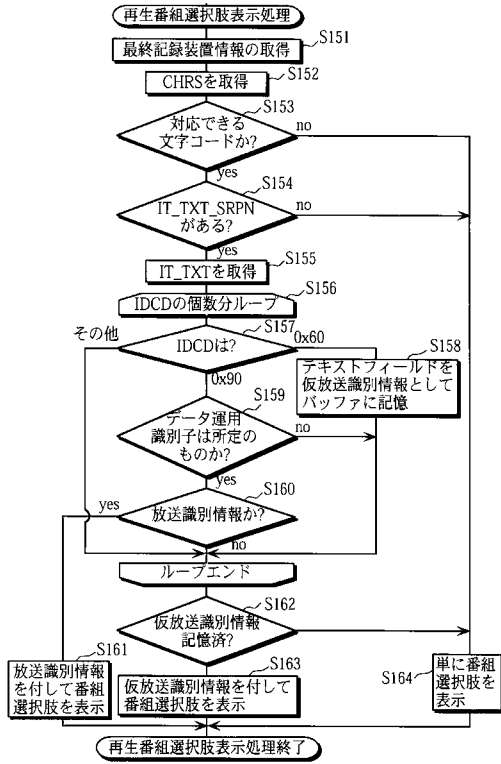 再生番組選択肢表示処理
S151
最終記録装置情報の取得
S152
CHRSを取得
S153
対応できる
文字コードか?
no
yes
S154
IT_TXT_SRPN
がある?
no
yes
S155
IT_TXTを取得
S156
IDCDの個数分ループ
その他
S157
IDCDは?
0x60
S158
テキストフィールドを
仮放送識別情報として
バッファに記憶
0x90
S159
データ運用
識別子は所定の
ものか?
no
yes
S160
yes
放送識別情報か?
no
ループエンド
S162
仮放送識別情報
記憶済?
S161
放送識別情報
を付して番組
選択肢を表示
S163
仮放送識別情報を付して
番組選択肢を表示
S164
単に番組
選択肢を
表示
再生番組選択肢表示処理終了